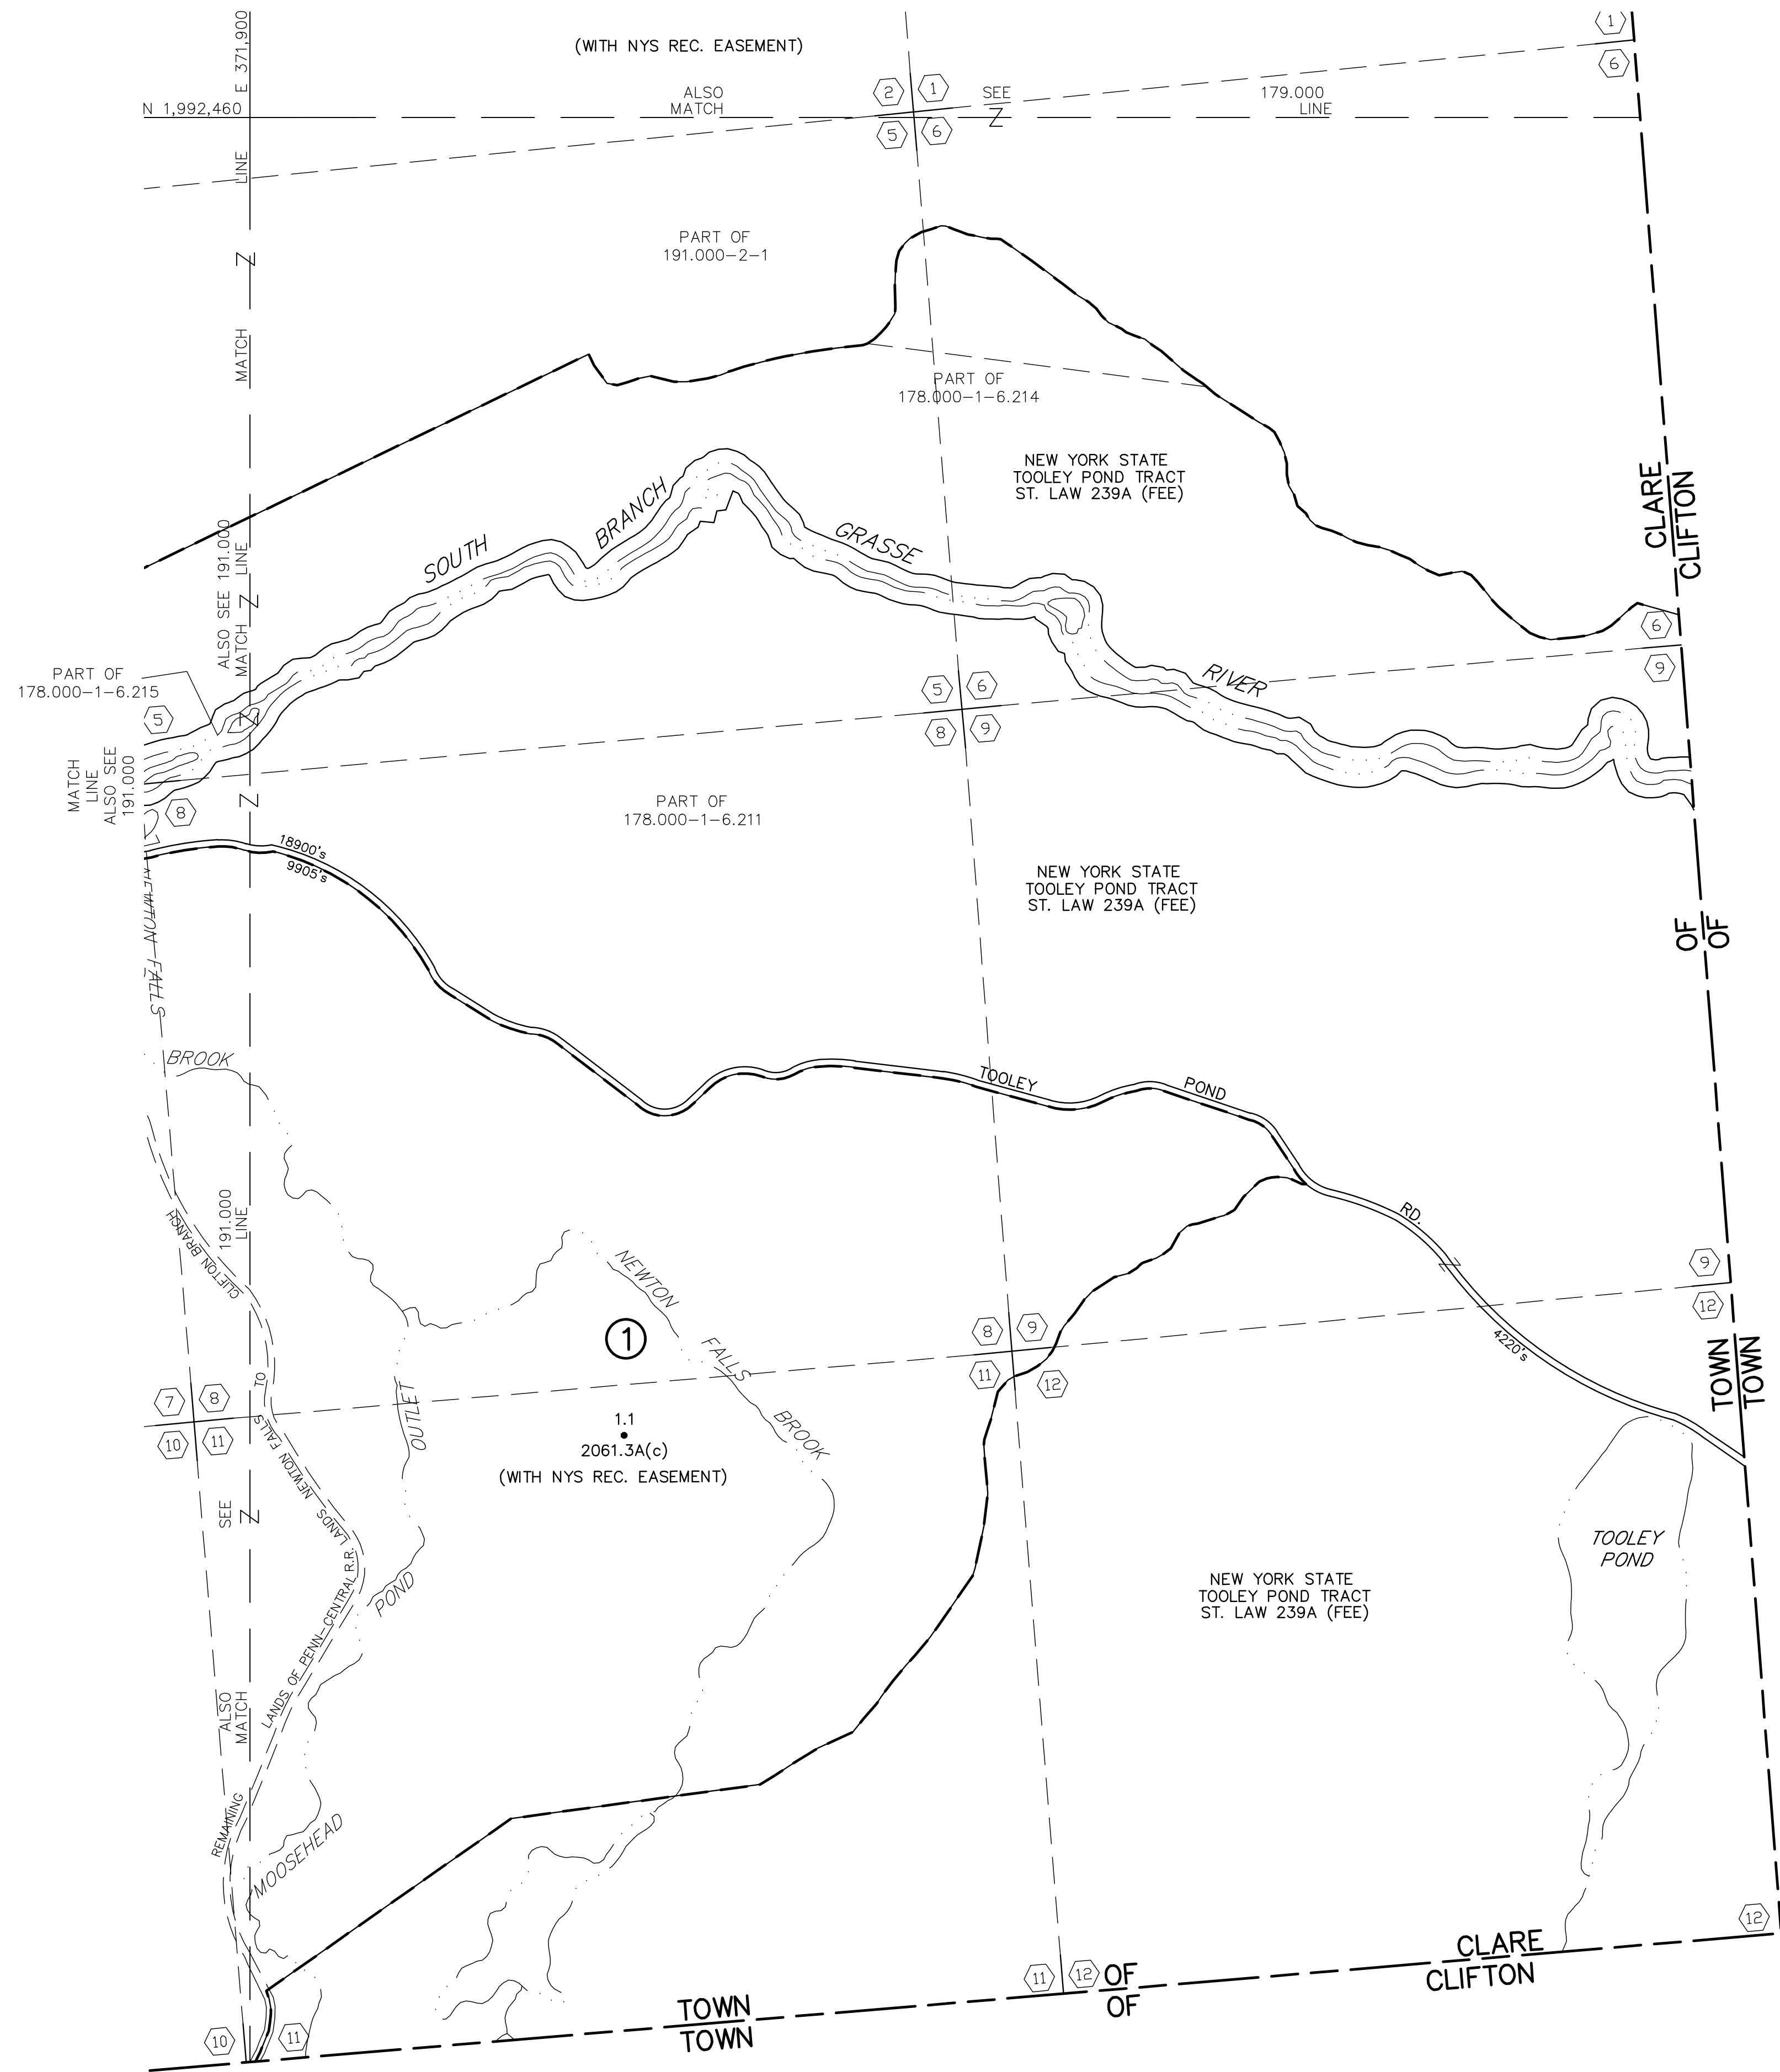 E 371,900
(WITH NYS REC. EASEMENT)
1
6
N 1,992,460
ALSO
MATCH
2
1
SEE
179.000
LINE
5
6
LINE
PART OF
191.000-2-1
MATCH
PART OF
178.000-1-6.214
NEW YORK STATE
TOOLEY POND TRACT
ST. LAW 239A (FEE)
CLARE
CLIFTON
SOUTH BRANCH GRASSE RIVER
ALSO SEE 191.000
MATCH LINE
PART OF
178.000-1-6.215
5
6
9
5
6
8
9
MATCH
LINE
ALSO SEE
191.000
8
PART OF
178.000-1-6.211
18900's
9905's
NEW YORK STATE
TOOLEY POND TRACT
ST. LAW 239A (FEE)
OF
OF
NEWTON FALLS
BROOK
TOOLEY POND RD.
191.000
LINE
CLIFTON BRANCH
TO
NEWTON FALLS
NEWTON FALLS BROOK
1
8
9
11
12
9
12
4220's
TOWN
TOWN
7
8
10
11
OUTLET
1.1
2061.3A(c)
(WITH NYS REC. EASEMENT)
SEE
LANDS
LANDS OF PENN-CENTRAL R.R.
POND
TOOLEY
POND
NEW YORK STATE
TOOLEY POND TRACT
ST. LAW 239A (FEE)
ALSO
MATCH
REMAINING
MOOSEHEAD
12
CLARE
CLIFTON
11
12
OF
OF
TOWN
TOWN
10
11